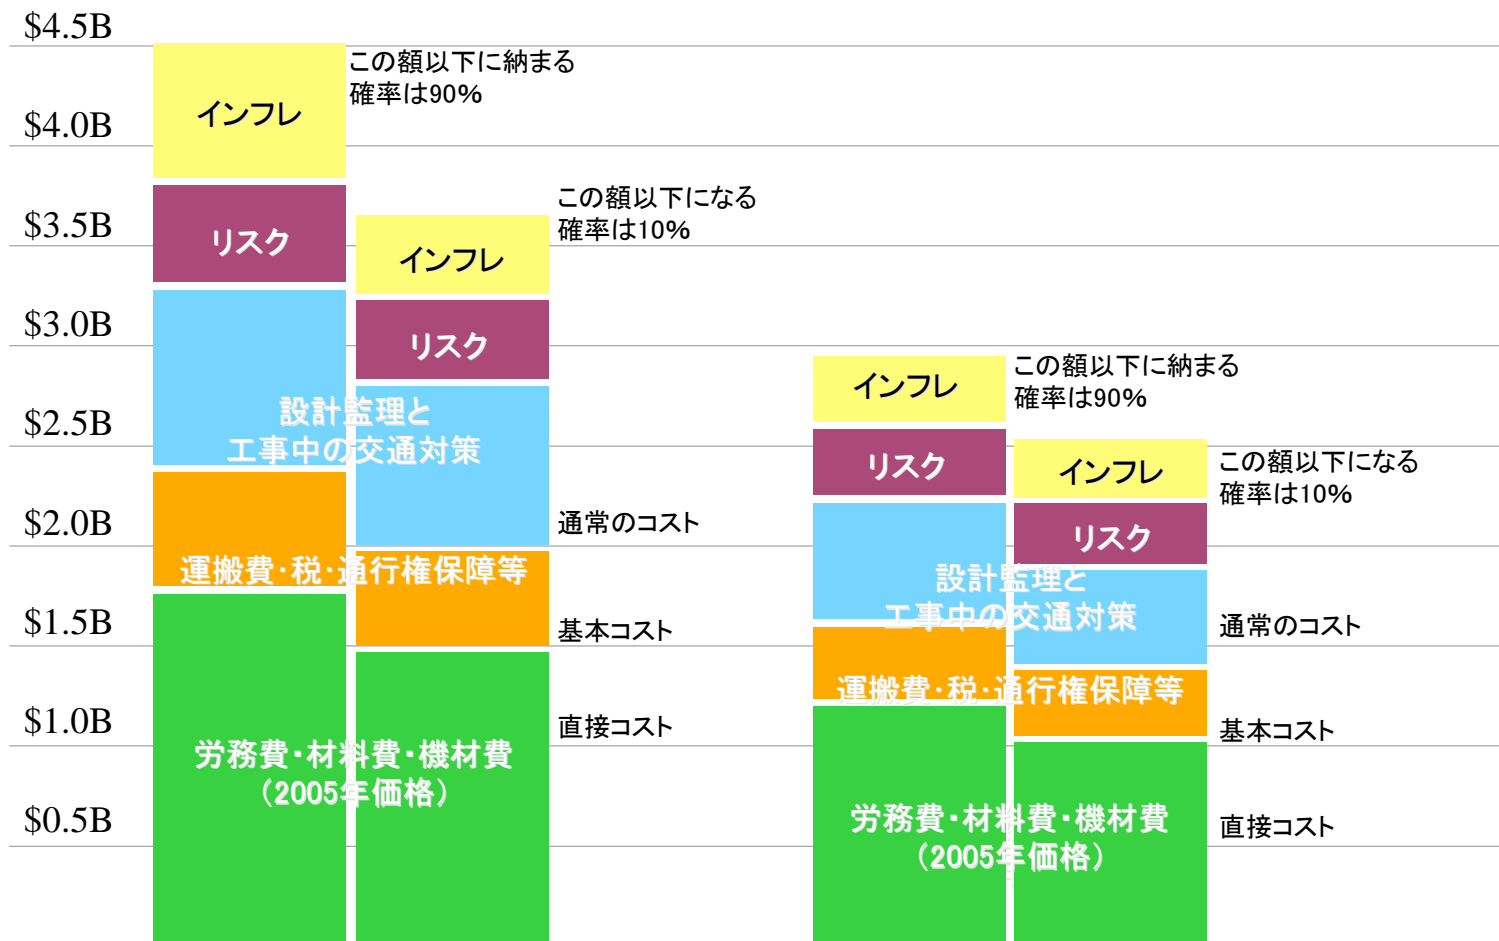 $4.5B
$4.0B
$3.5B
$3.0B
$2.5B
$2.0B
$1.5B
$1.0B
$0.5B
インフレ
この額以下に納まる
確率は90%
リスク
インフレ
この額以下になる
確率は10%
リスク
設計監理と
工事中の交通対策
通常のコスト
運搬費・税・通行権保障等
基本コスト
労務費・材料費・機材費
（2005年価格）
直接コスト
インフレ
この額以下に納まる
確率は90%
リスク
インフレ
この額以下になる
確率は10%
リスク
設計監理と
工事中の交通対策
通常のコスト
運搬費・税・通行権保障等
基本コスト
労務費・材料費・機材費
（2005年価格）
直接コスト